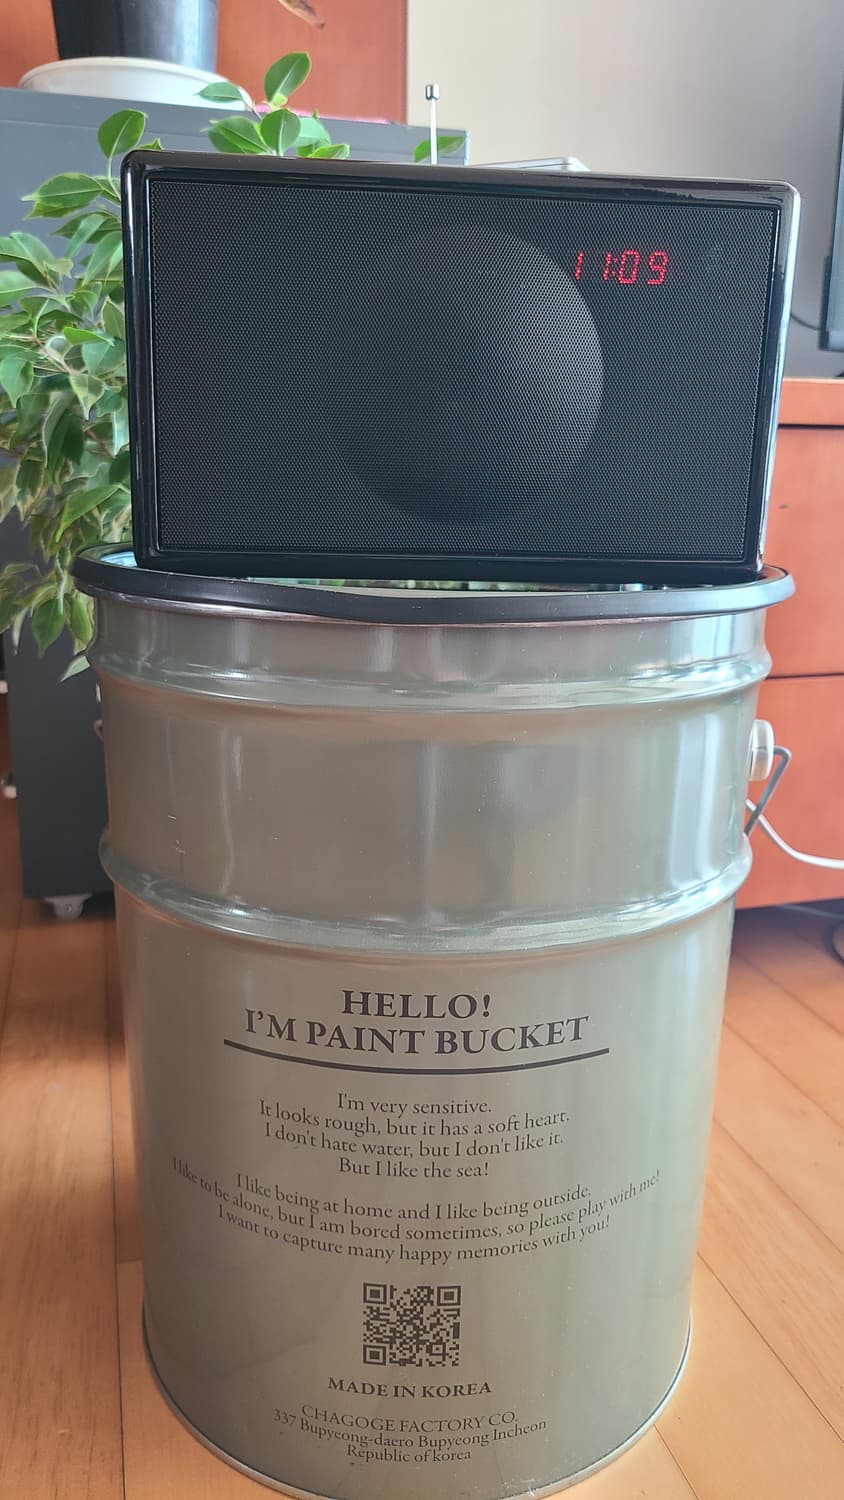 11:09
HELLO!
I'M PAINT BUCKET
I'm very sensitive.
It looks rough, but it has a soft heart.
I don't hate water, but I don't like it.
But I like the sea!
I like being at home and I like being outside.
I like to be alone, but I am bored sometimes, so please play with me!
I want to capture many happy memories with you!
MADE IN KOREA
CHAGOGE FACTORY CO.
337 Bupyeong-daero Bupyeong Incheon
Republic of korea